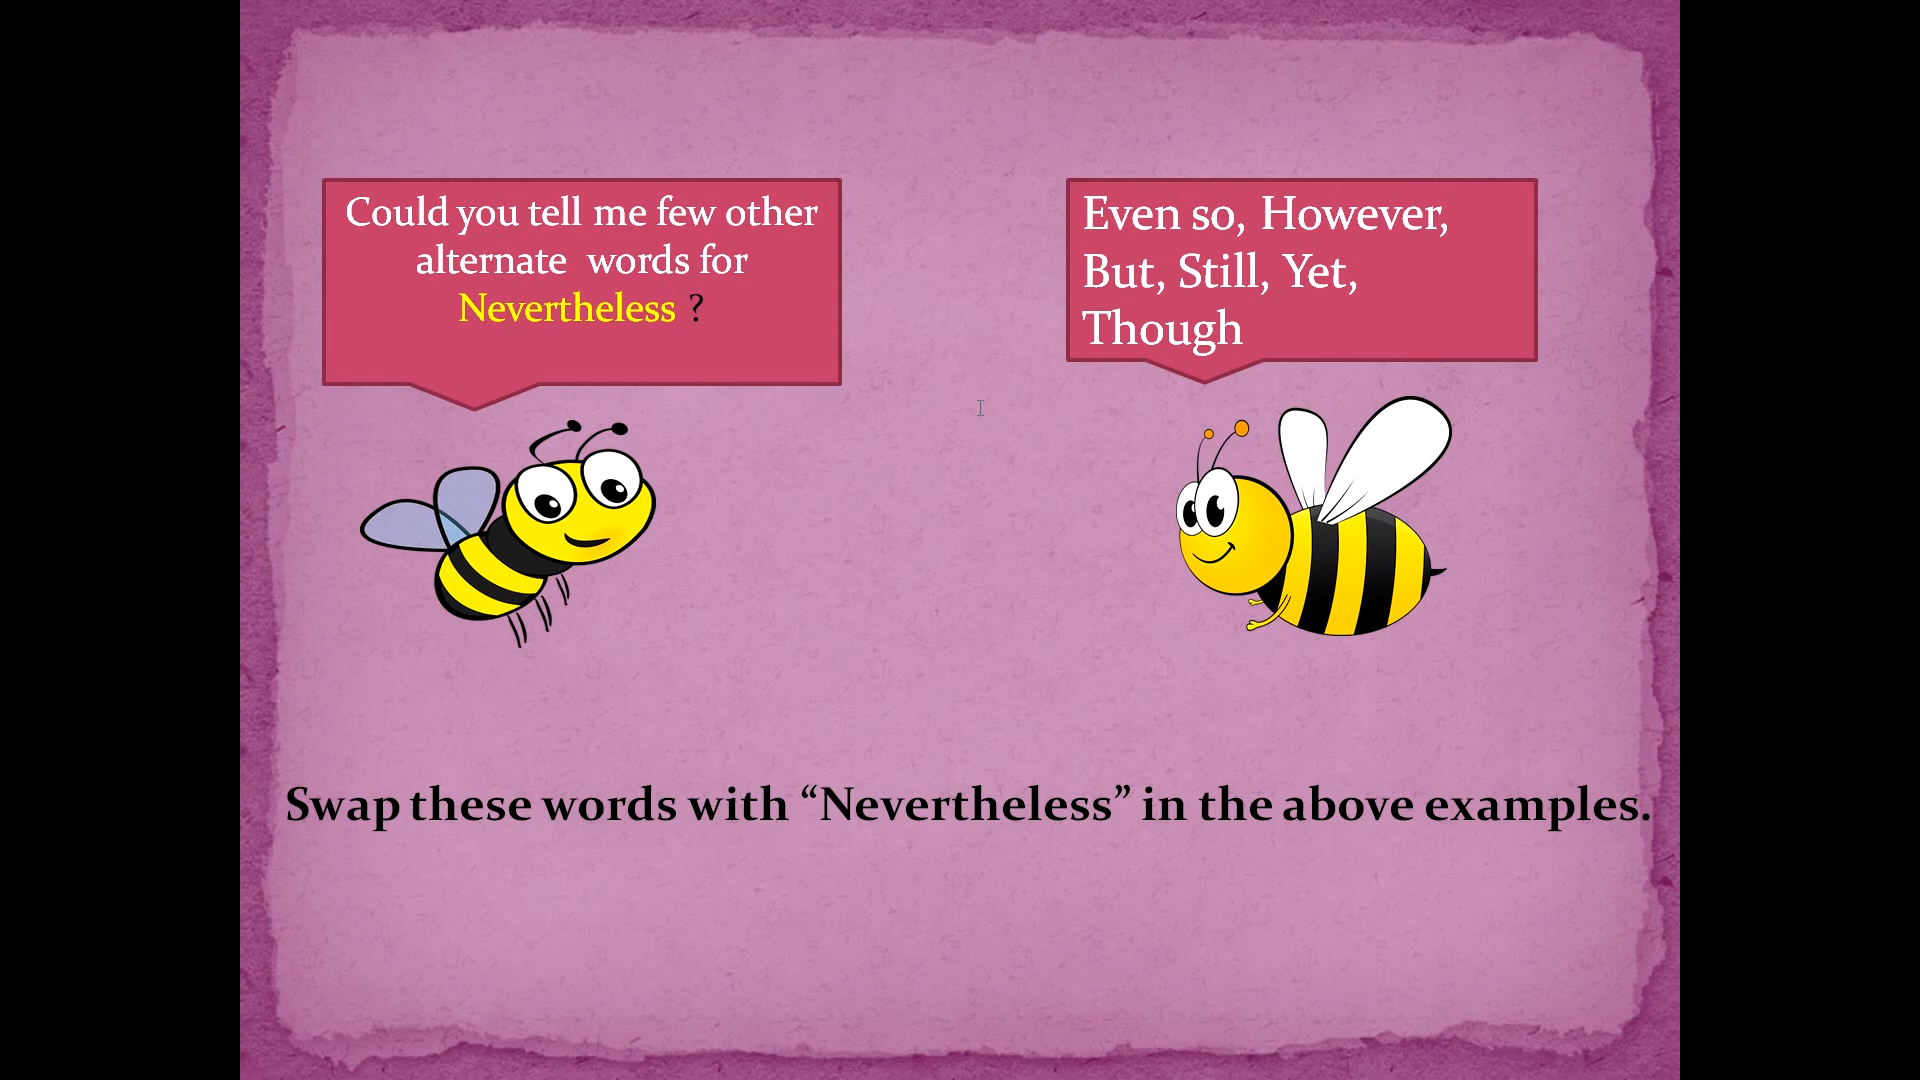 Could you tell me few other
alternate words for
Nevertheless ?
Even so, However,
But, Still, Yet,
Though
Swap these words with “Nevertheless” in the above examples.